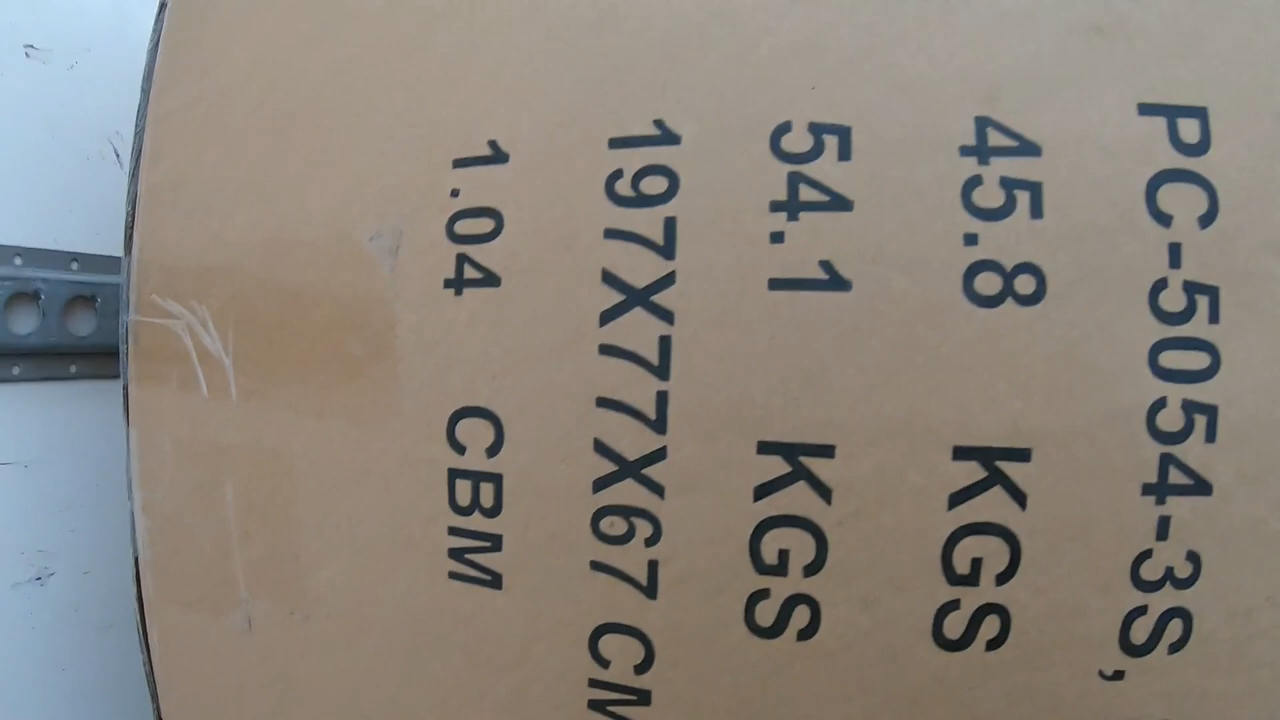 PC-5054-3S,
45.8 KGS
54.1 KGS
197X77X67 CM
1.04 CBM